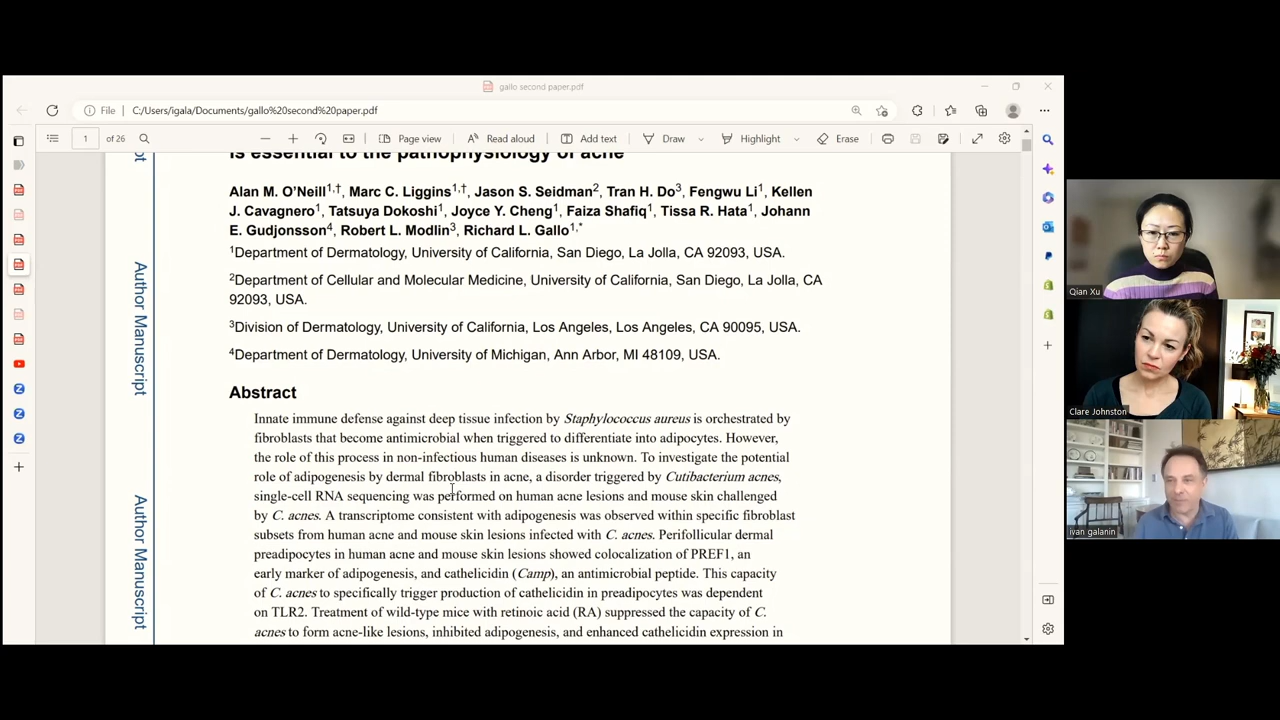 gallo second paper.pdf
File C:/Users/igala/Documents/gallo%20second%20paper.pdf
1 of 26 Page view Read aloud Add text Draw Highlight Erase
is essential to the pathophysiology of acne
Alan M. O'Neill1,†, Marc C. Liggins1,†, Jason S. Seidman2, Tran H. Do3, Fengwu Li1, Kellen
J. Cavagnero1, Tatsuya Dokoshi1, Joyce Y. Cheng1, Faiza Shafiq1, Tissa R. Hata1, Johann
E. Gudjonsson4, Robert L. Modlin3, Richard L. Gallo1,*
1Department of Dermatology, University of California, San Diego, La Jolla, CA 92093, USA.
2Department of Cellular and Molecular Medicine, University of California, San Diego, La Jolla, CA
92093, USA.
3Division of Dermatology, University of California, Los Angeles, Los Angeles, CA 90095, USA.
4Department of Dermatology, University of Michigan, Ann Arbor, MI 48109, USA.
Abstract
Innate immune defense against deep tissue infection by Staphylococcus aureus is orchestrated by
fibroblasts that become antimicrobial when triggered to differentiate into adipocytes. However,
the role of this process in non-infectious human diseases is unknown. To investigate the potential
role of adipogenesis by dermal fibroblasts in acne, a disorder triggered by Cutibacterium acnes,
single-cell RNA sequencing was performed on human acne lesions and mouse skin challenged
by C. acnes. A transcriptome consistent with adipogenesis was observed within specific fibroblast
subsets from human acne and mouse skin lesions infected with C. acnes. Perifollicular dermal
preadipocytes in human acne and mouse skin lesions showed colocalization of PREF1, an
early marker of adipogenesis, and cathelicidin (Camp), an antimicrobial peptide. This capacity
of C. acnes to specifically trigger production of cathelicidin in preadipocytes was dependent
on TLR2. Treatment of wild-type mice with retinoic acid (RA) suppressed the capacity of C.
acnes to form acne-like lesions, inhibited adipogenesis, and enhanced cathelicidin expression in
Author Manuscript
Author Manuscript
Qian Xu
Clare Johnston
ivan galanin